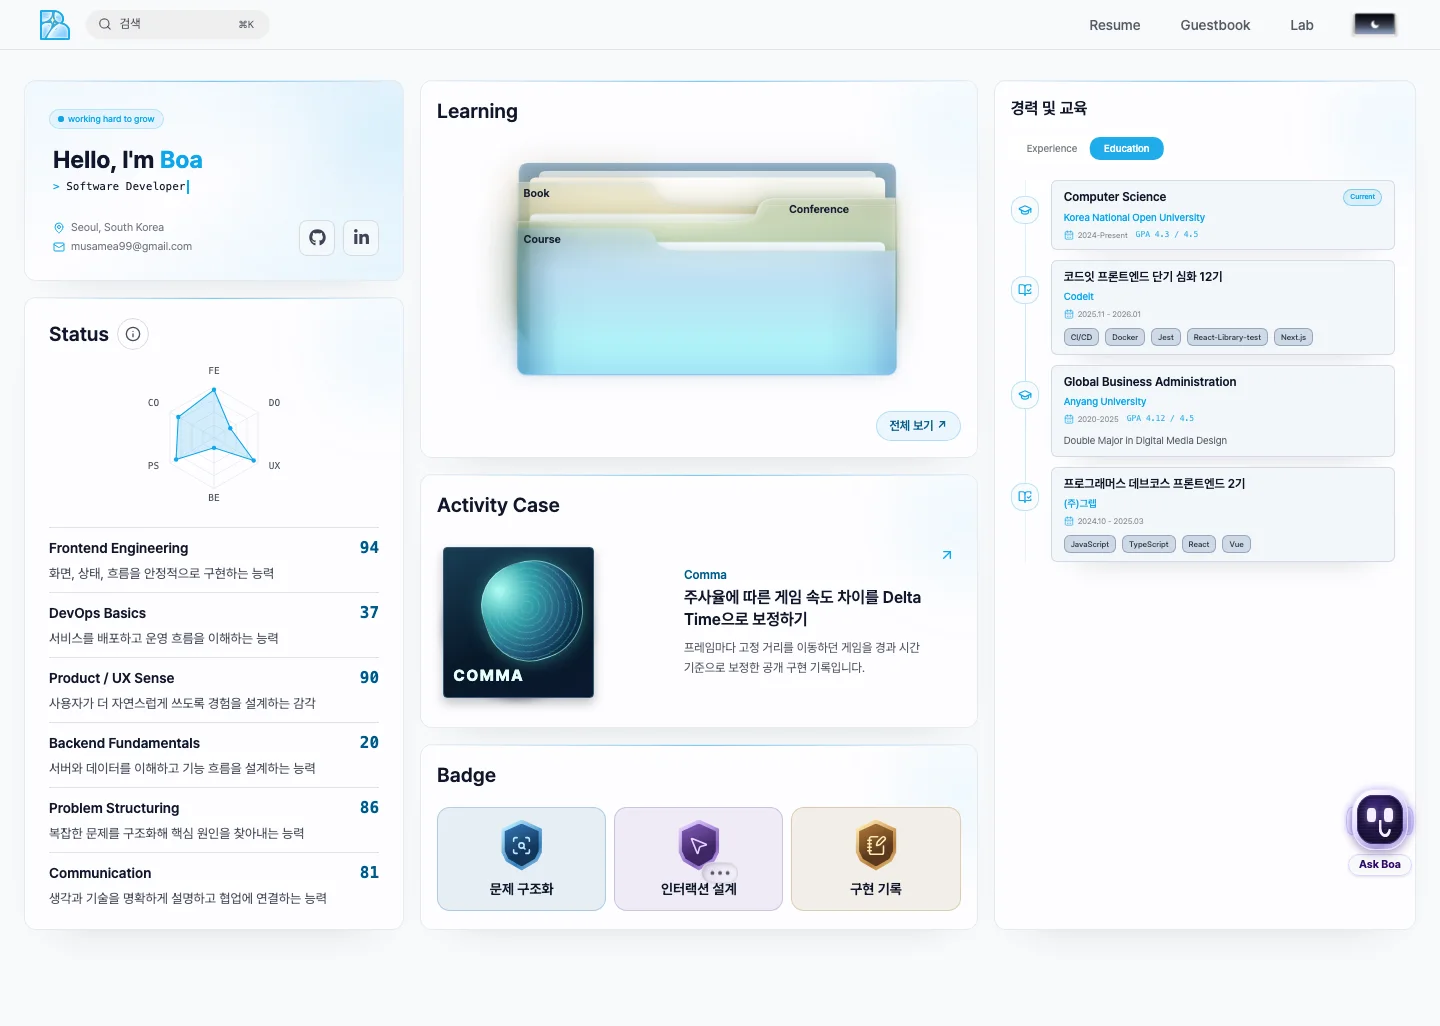 검색
⌘K
Resume
Guestbook
Lab
working hard to grow
Hello, I'm Boa
> Software Developer
Seoul, South Korea
musamea99@gmail.com
Status
FE
DO
UX
BE
PS
CO
Frontend Engineering 94
화면, 상태, 흐름을 안정적으로 구현하는 능력
DevOps Basics 37
서비스를 배포하고 운영 흐름을 이해하는 능력
Product / UX Sense 90
사용자가 더 자연스럽게 쓰도록 경험을 설계하는 감각
Backend Fundamentals 20
서버와 데이터를 이해하고 기능 흐름을 설계하는 능력
Problem Structuring 86
복잡한 문제를 구조화해 핵심 원인을 찾아내는 능력
Communication 81
생각과 기술을 명확하게 설명하고 협업에 연결하는 능력
Learning
Book
Conference
Course
전체 보기
Activity Case
COMMA
Comma
주사율에 따른 게임 속도 차이를 Delta
Time으로 보정하기
프레임마다 고정 거리를 이동하던 게임을 경과 시간
기준으로 보정한 공개 구현 기록입니다.
Badge
문제 구조화
인터랙션 설계
구현 기록
경력 및 교육
Experience
Education
Computer Science
Current
Korea National Open University
2024-Present GPA 4.3 / 4.5
코드잇 프론트엔드 단기 심화 12기
CodeIt
2025.11 - 2026.01
CI/CD Docker Jest React-Library-test Next.js
Global Business Administration
Anyang University
2020-2025 GPA 4.12 / 4.5
Double Major in Digital Media Design
프로그래머스 데브코스 프론트엔드 2기
(주)그렙
2024.10 - 2025.03
JavaScript TypeScript React Vue
Ask Boa